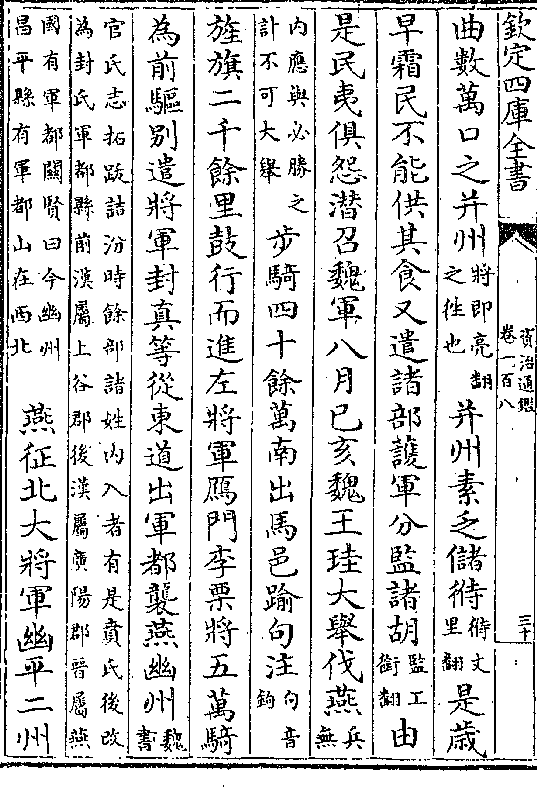 欽定四庫全書
資治通鑑
卷一百八
三十
曲數萬口之并州將即亮翻之徃也并州素乏儲偫偫丈里翻是歳
早霜民不能供其食又遣諸部護軍分監諸胡監工銜翻由
是民夷俱怨潜召魏軍八月己亥魏王珪大舉伐燕兵無
内應與必勝之計不可大舉步騎四十餘萬南出馬邑踰句注句音鉤
旌旗二千餘里鼓行而進左將軍鴈門李栗將五萬騎
為前驅别遣將軍封真等從東道出軍都襲燕幽州魏書
官氏志拓跋詰汾時餘部諸姓内入者有是賁氏後改為封氏軍都縣前漢屬上谷郡後漢屬廣陽郡晉屬燕
國有軍都關賢曰今幽州昌平縣有軍都山在西北燕征北大將軍幽平二州